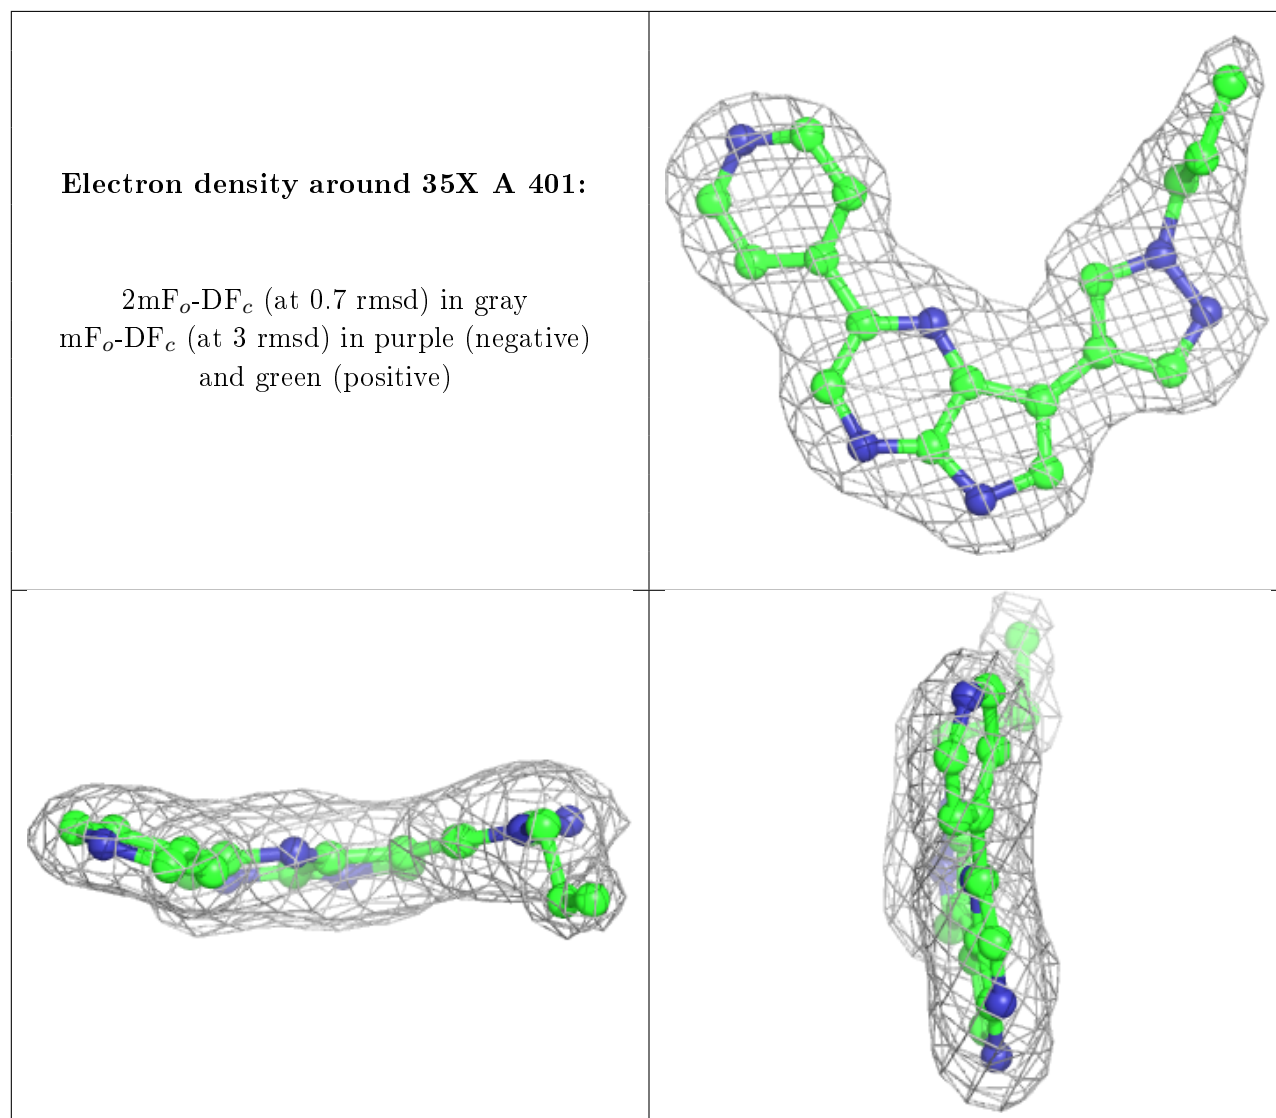 Electron density around 35X A 401:
2mFo-DFc (at 0.7 rmsd) in gray
mFo-DFc (at 3 rmsd) in purple (negative)
and green (positive)